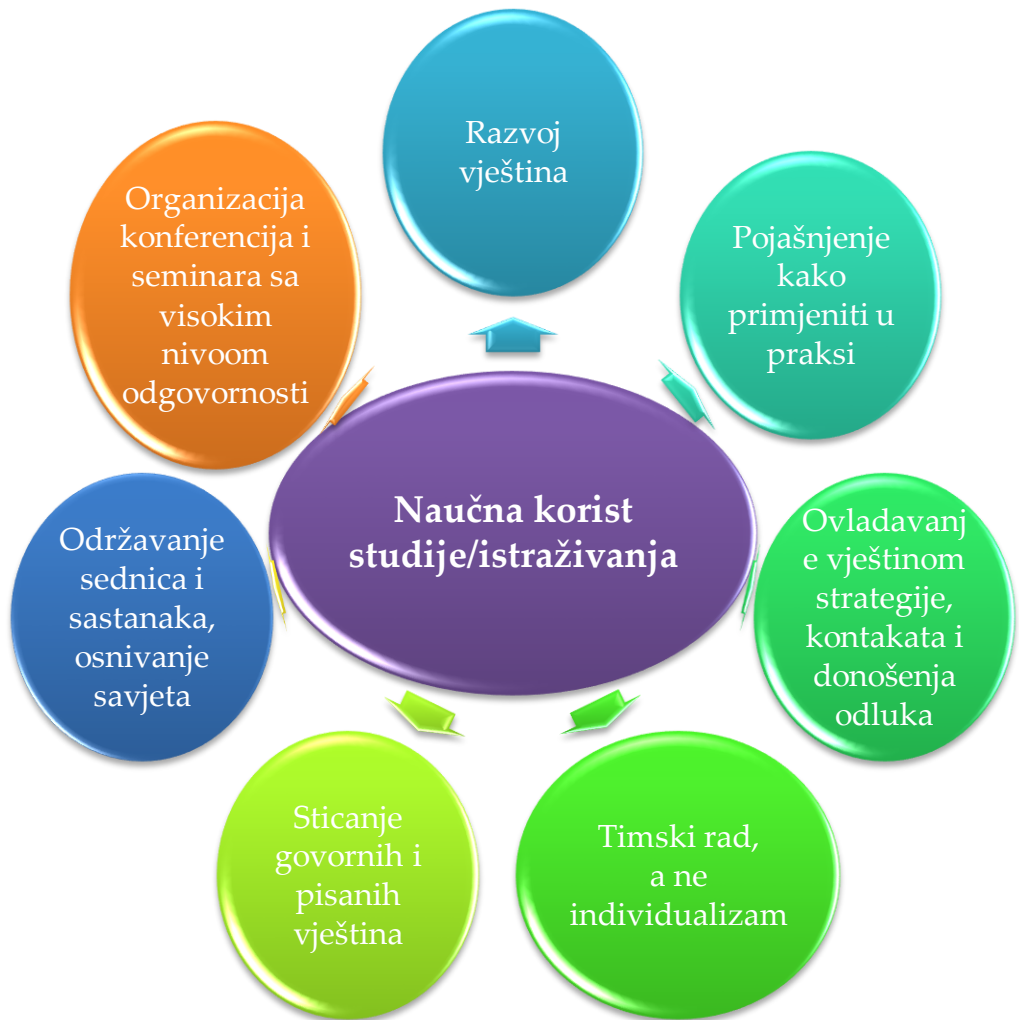 Razvoj
vještina
Pojašnjenje
kako
primjeniti u
praksi
Ovladavanj
e vještinom
strategije,
kontakata i
donošenja
odluka
Timski rad,
a ne
individualizam
Sticanje
govornih i
pisanih
vještina
Održavanje
sednica i
sastanaka,
osnivanje
savjeta
Organizacija
konferencija i
seminara sa
visokim
nivoom
odgovornosti
Naučna korist
studije/istraživanja